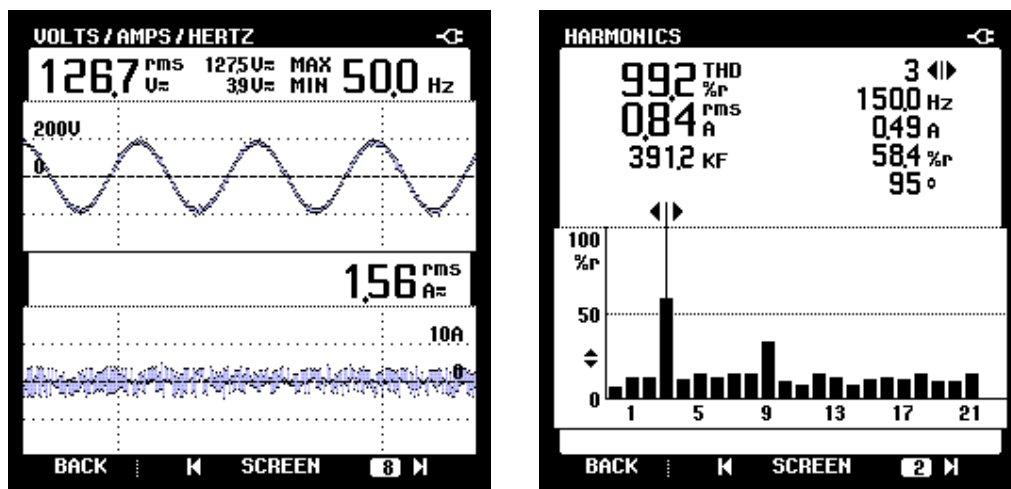 VOLTS / AMPS / HERTZ
126,7 rms V≂ 127,5 V≂ MAX 3,9 V≂ MIN 50,0 Hz
200V
0
1,56 rms A≂
10A
0
BACK SCREEN 8
HARMONICS
99,2 THD %r 3
0,84 rms A 150,0 Hz
391,2 KF 0,49 A
58,4 %r
95 °
100
%r
50
0
1 5 9 13 17 21
BACK SCREEN 2